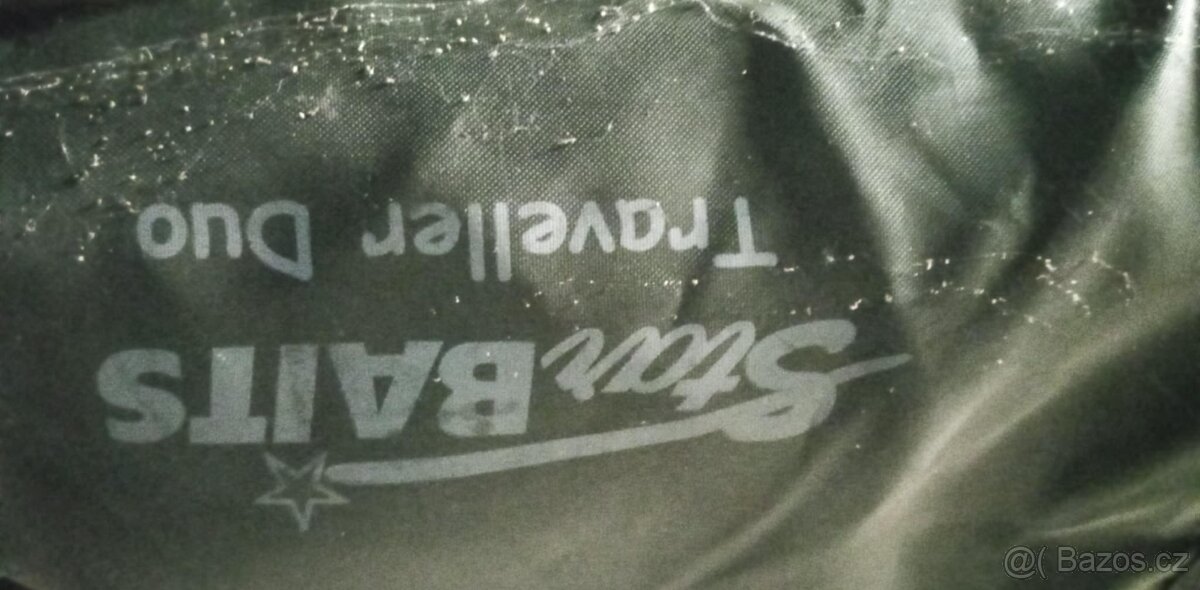 Star BAITS
Traveller Duo
@( Bazos.cz